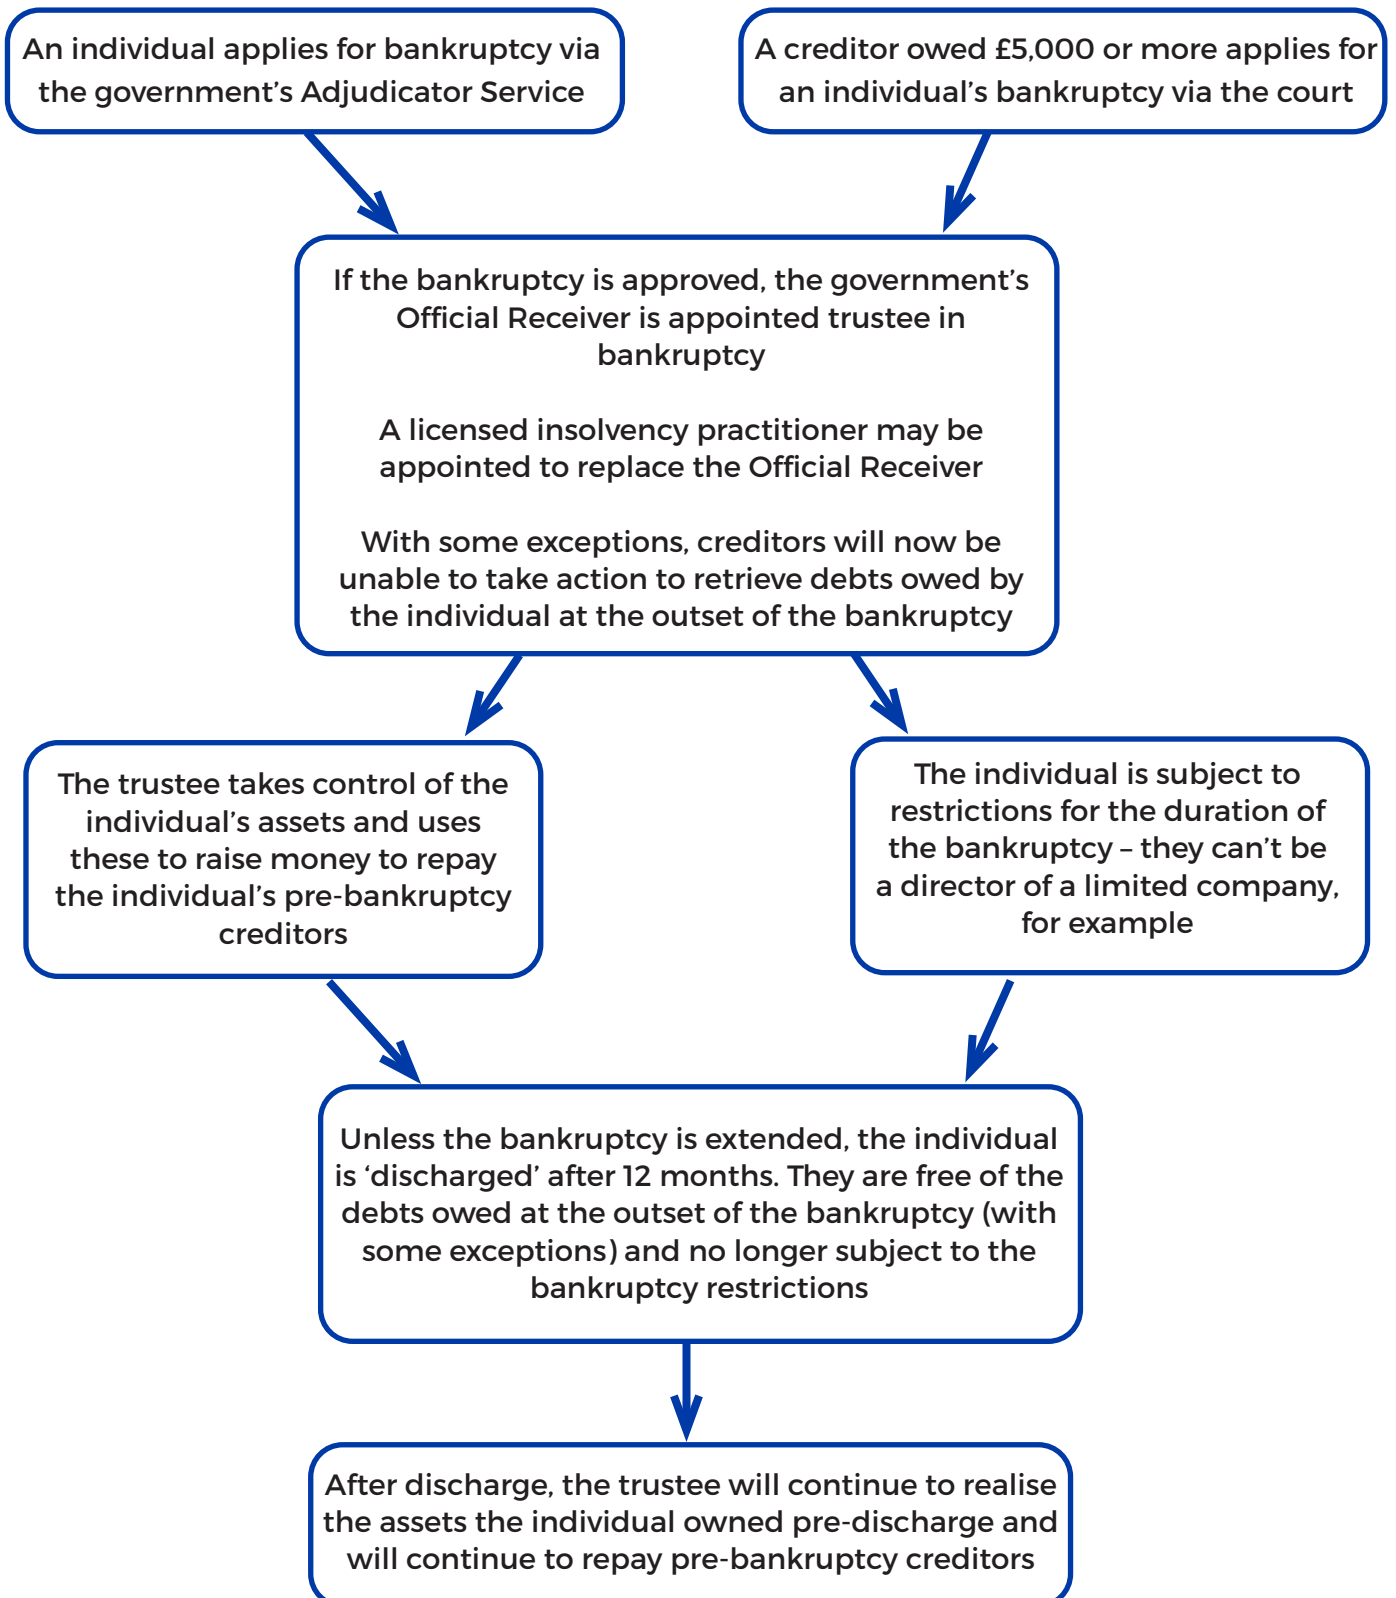 An individual applies for bankruptcy via
the government’s Adjudicator Service
A creditor owed £5,000 or more applies for
an individual’s bankruptcy via the court
If the bankruptcy is approved, the government’s
Official Receiver is appointed trustee in
bankruptcy
A licensed insolvency practitioner may be
appointed to replace the Official Receiver
With some exceptions, creditors will now be
unable to take action to retrieve debts owed by
the individual at the outset of the bankruptcy
The trustee takes control of the
individual’s assets and uses
these to raise money to repay
the individual’s pre-bankruptcy
creditors
The individual is subject to
restrictions for the duration of
the bankruptcy – they can’t be
a director of a limited company,
for example
Unless the bankruptcy is extended, the individual
is ‘discharged’ after 12 months. They are free of the
debts owed at the outset of the bankruptcy (with
some exceptions) and no longer subject to the
bankruptcy restrictions
After discharge, the trustee will continue to realise
the assets the individual owned pre-discharge and
will continue to repay pre-bankruptcy creditors